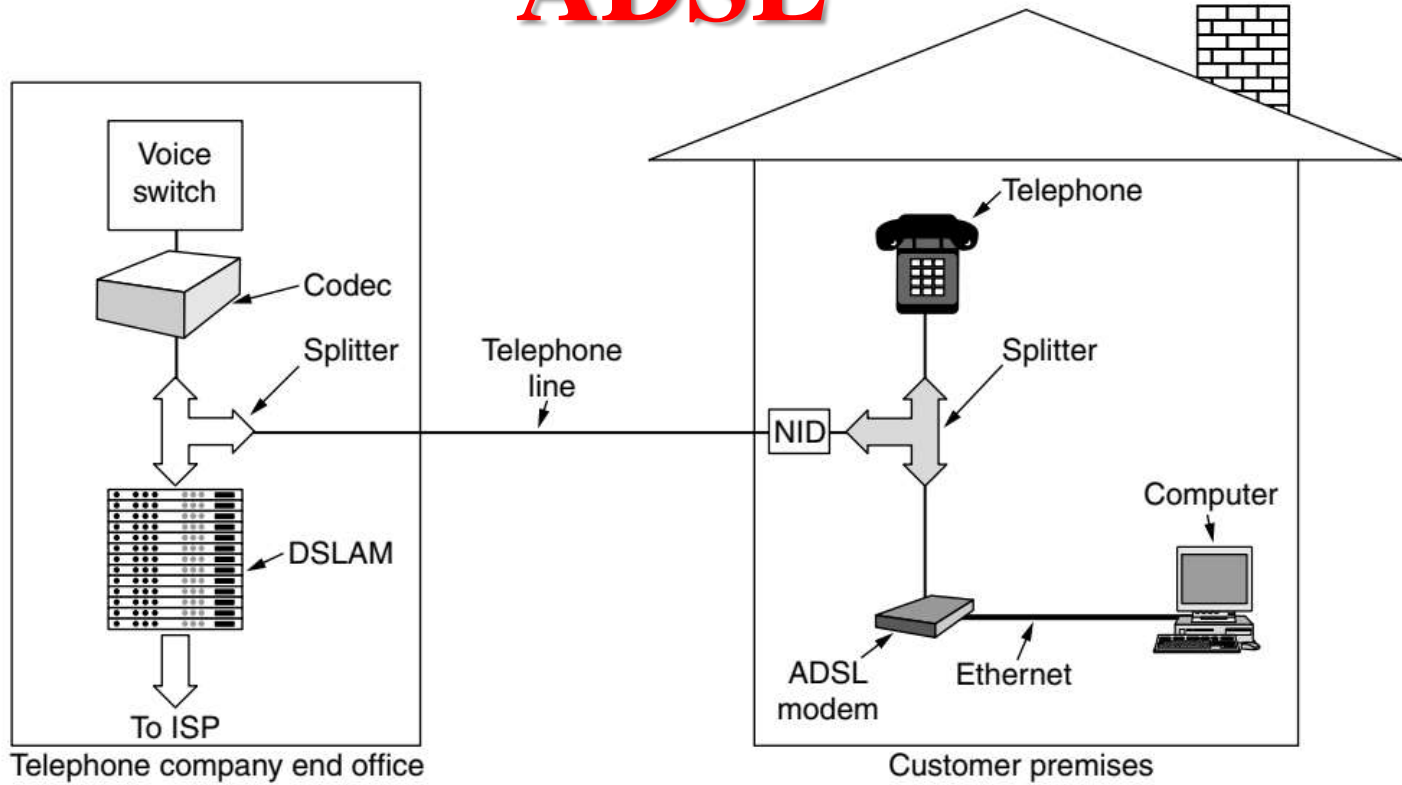 ADSL
Voice
switch
Codec
Splitter
Telephone
line
DSLAM
To ISP
Telephone company end office
Telephone
Splitter
NID
Computer
ADSL
modem
Ethernet
Customer premises